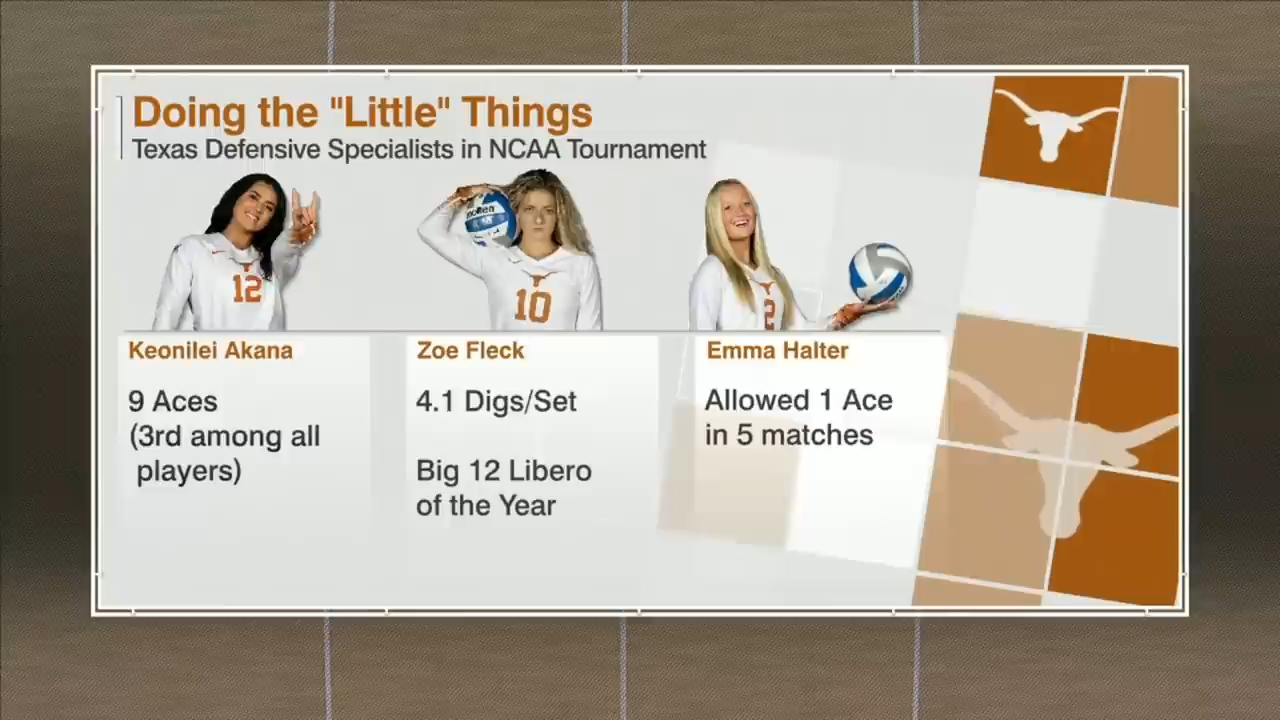 Doing the "Little" Things
Texas Defensive Specialists in NCAA Tournament
12
molten
10
2
Keonilei Akana
9 Aces
(3rd among all
players)
Zoe Fleck
4.1 Digs/Set
Big 12 Libero
of the Year
Emma Halter
Allowed 1 Ace
in 5 matches